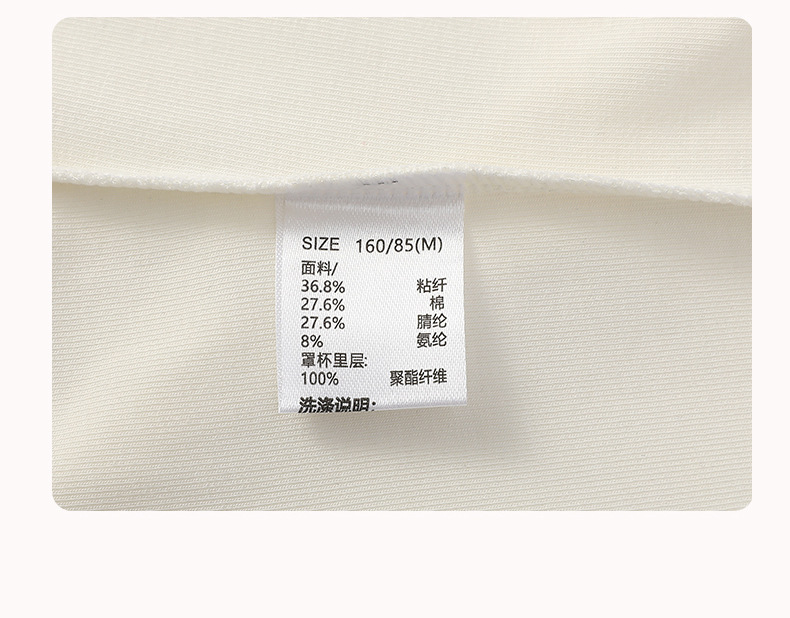 SIZE 160/85(M)
面料/
36.8% 粘纤
27.6% 棉
27.6% 腈纶
8% 氨纶
罩杯里层:
100% 聚酯纤维
洗涤说明: